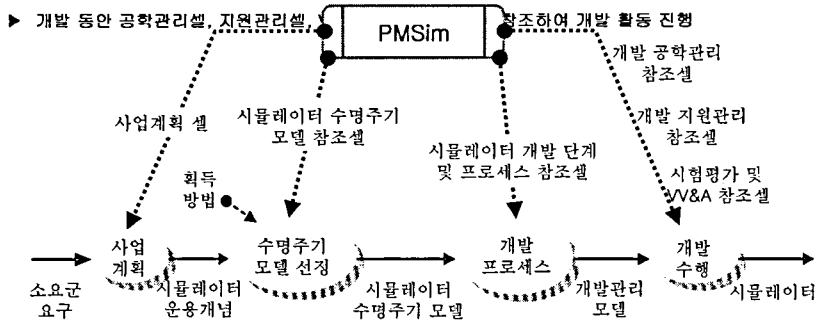 ▶ 개발 동안 공학관리셀, 지원관리셀, 참조하여 개발 활동 진행
PMSim
개발 공학관리
참조셀
사업계획 셀
시뮬레이터 수명주기
모델 참조셀
개발 지원관리
참조셀
시뮬레이터 개발 단계
및 프로세스 참조셀
획득
방법
시험평가 및
VV&A 참조셀
사업
계획
수명주기
모델 선정
개발
프로세스
개발
수행
소요군
요구
시뮬레이터
운용개념
시뮬레이터
수명주기 모델
개발관리
모델
시뮬레이터